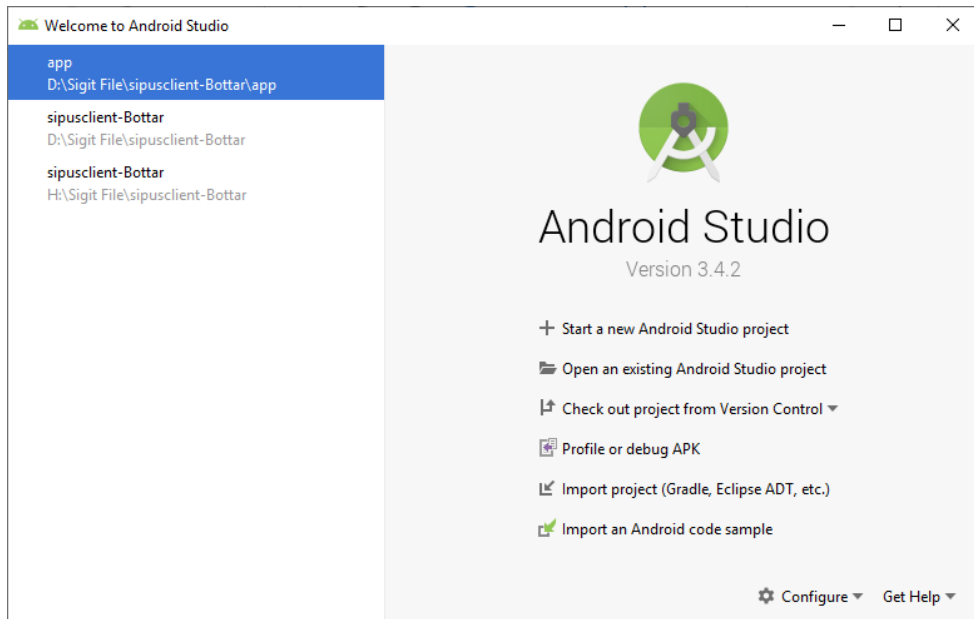 Welcome to Android Studio
app
D:\Sigit File\sipusclient-Bottar\app
sipusclient-Bottar
D:\Sigit File\sipusclient-Bottar
sipusclient-Bottar
H:\Sigit File\sipusclient-Bottar
Android Studio
Version 3.4.2
Start a new Android Studio project
Open an existing Android Studio project
Check out project from Version Control
Profile or debug APK
Import project (Gradle, Eclipse ADT, etc.)
Import an Android code sample
Configure Get Help